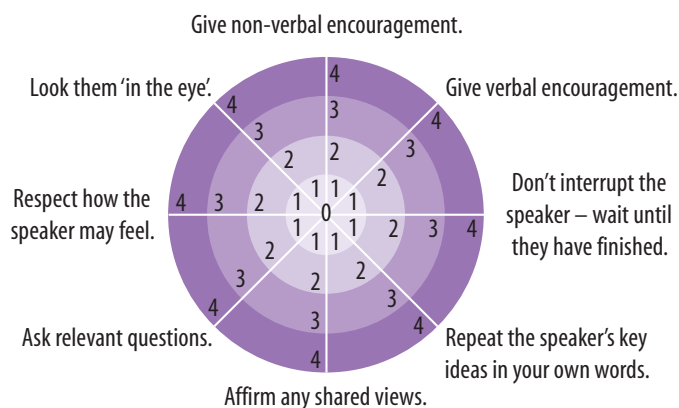 Give non-verbal encouragement.
Look them ‘in the eye’.
Give verbal encouragement.
Respect how the
speaker may feel.
Don’t interrupt the
speaker – wait until
they have finished.
Ask relevant questions.
Repeat the speaker’s key
ideas in your own words.
Affirm any shared views.
4
3
2
1
4
3
2
1
4
3
2
1
4
3
2
1
4
3
2
1
4
3
2
1
4
3
2
1
4
3
2
1
0